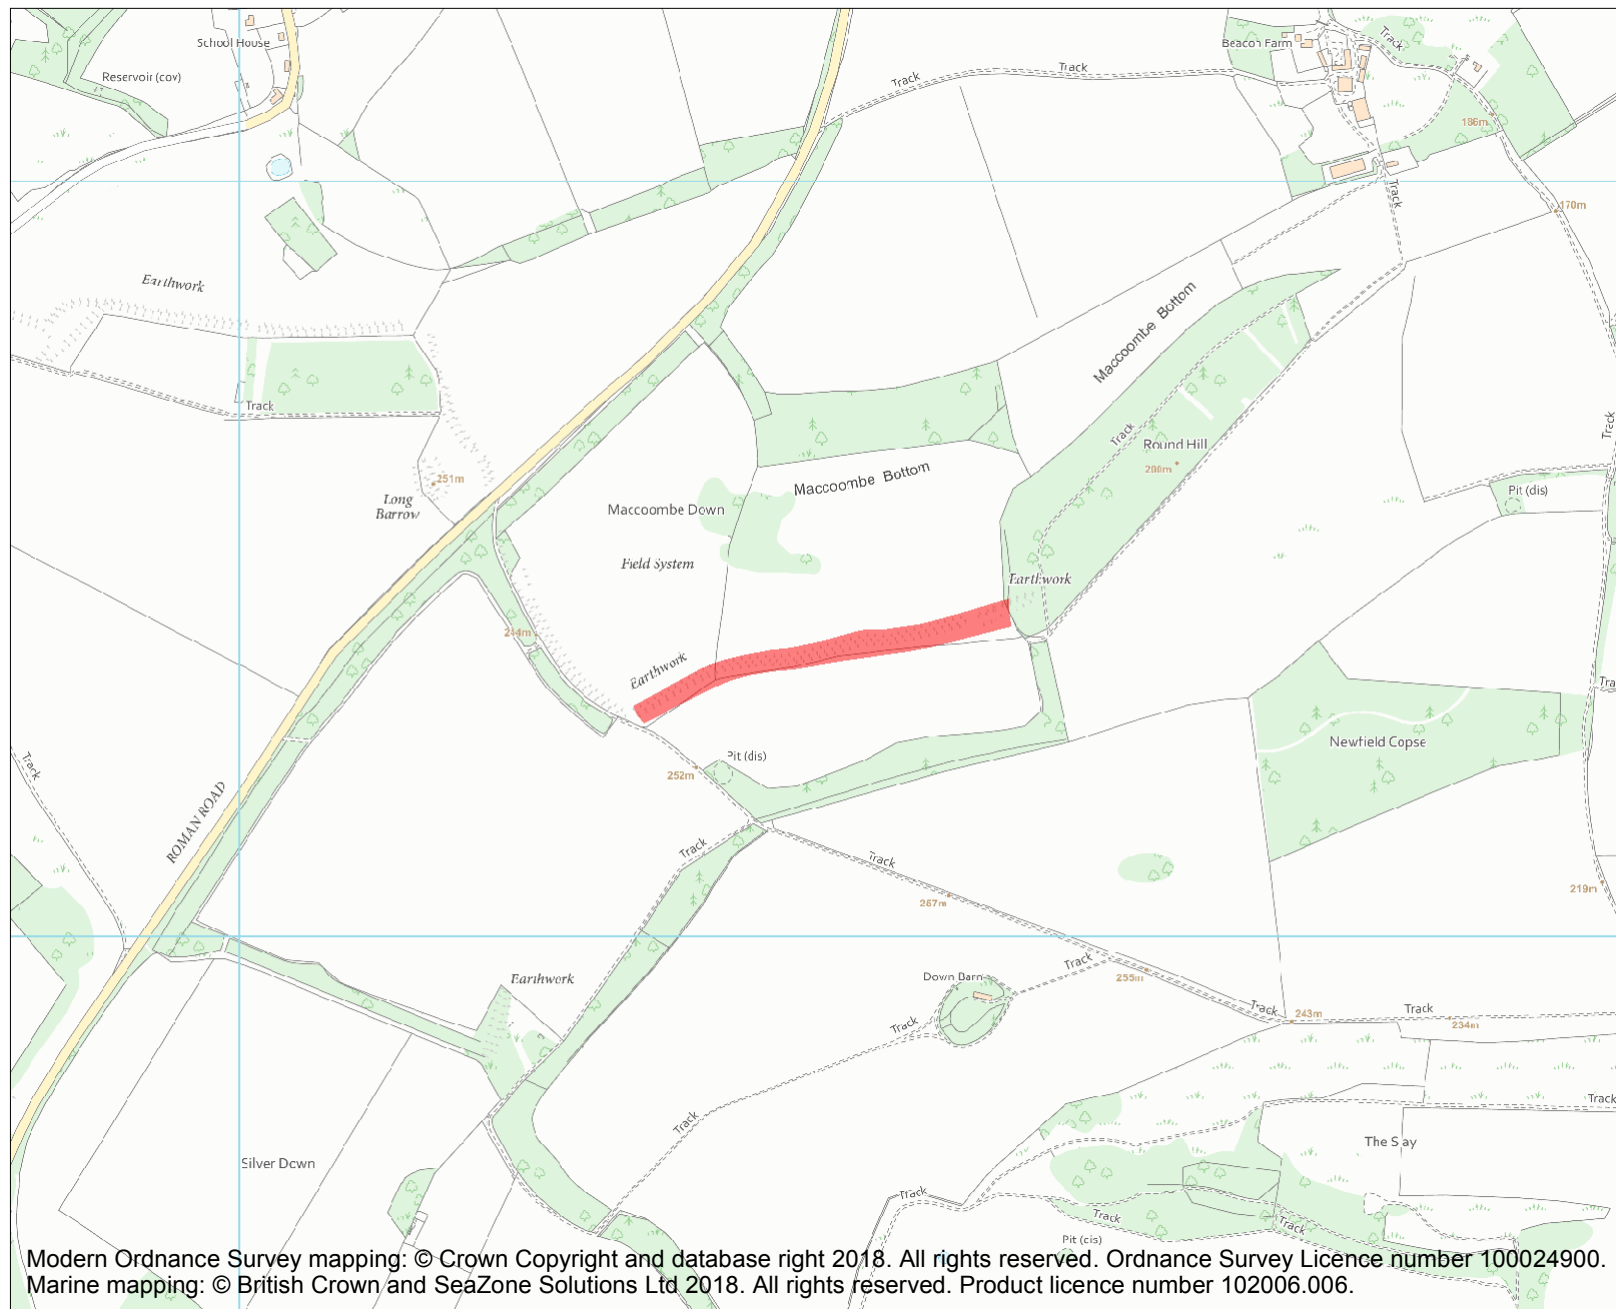 School House
Reservoir (cov)
Track
Track
Beacon Farm
Track
186m
Track
170m
Earthwork
Maccoombe Bottom
Track
Track
Round Hill
Track
Long
Barrow
251m
Maccoombe Down
Maccoombe Bottom
Pit (dis)
Field System
Earthwork
244m
Earthwork
Newfield Copse
252m
Pit (dis)
Track
ROMAN ROAD
Track
Track
219m
Earthwork
Down Barn
Track
255m
Track
Track
243m
Track
234m
Track
Track
The Slay
Silver Down
Track
Track
Track
Pit (dis)
Modern Ordnance Survey mapping: © Crown Copyright and database right 2018. All rights reserved. Ordnance Survey Licence number 100024900.
Marine mapping: © British Crown and SeaZone Solutions Ltd 2018. All rights reserved. Product licence number 102006.006.